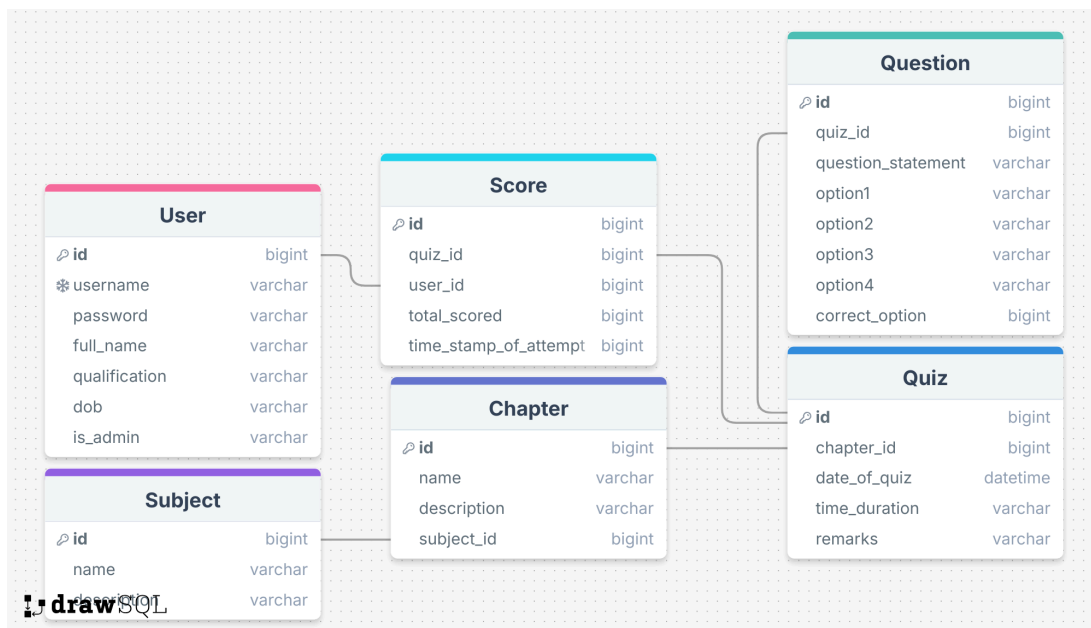 Question
id bigint
quiz_id bigint
question_statement varchar
option1 varchar
option2 varchar
option3 varchar
option4 varchar
correct_option bigint
Score
id bigint
quiz_id bigint
user_id bigint
total_scored bigint
time_stamp_of_attempt bigint
User
id bigint
username varchar
password varchar
full_name varchar
qualification varchar
dob varchar
is_admin varchar
Quiz
id bigint
chapter_id bigint
date_of_quiz datetime
time_duration varchar
remarks varchar
Chapter
id bigint
name varchar
description varchar
subject_id bigint
Subject
id bigint
name varchar
description varchar
drawSQL